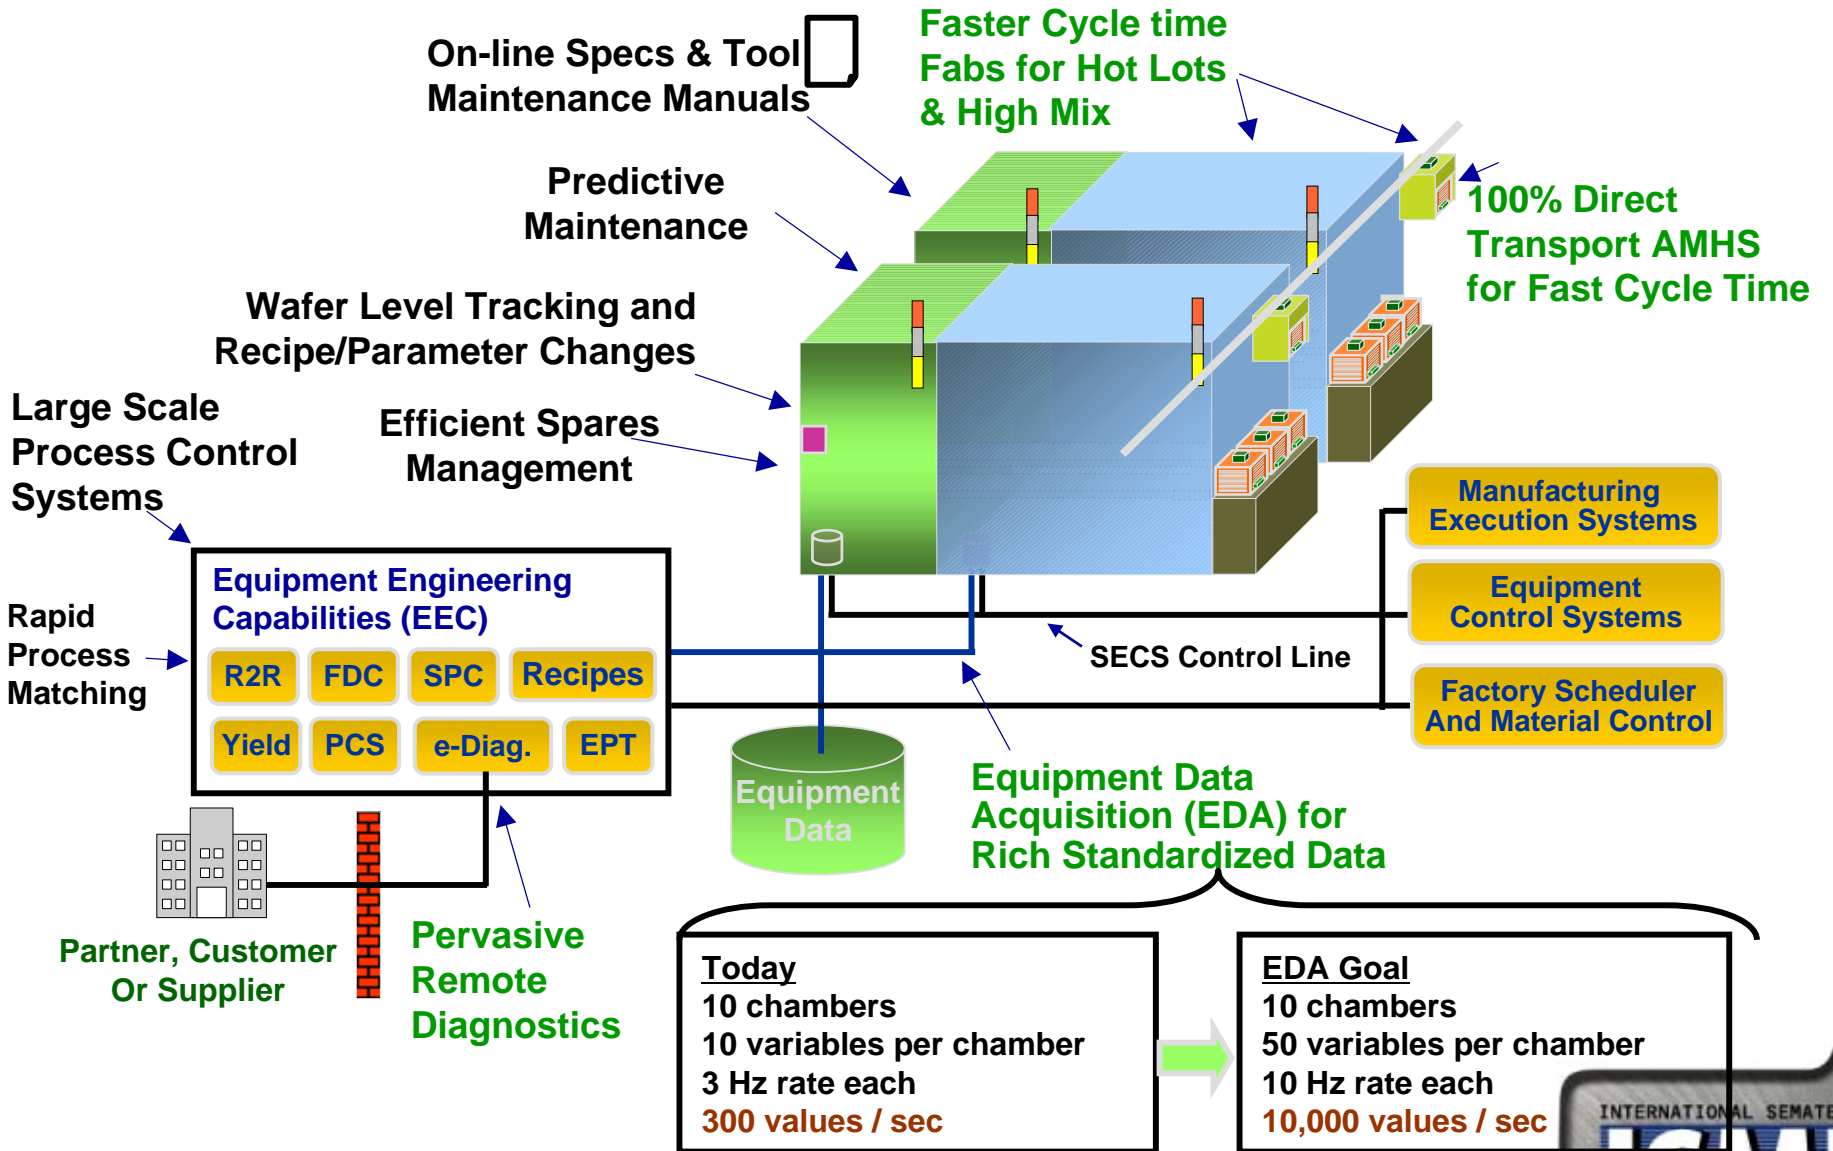 On-line Specs & Tool
Maintenance Manuals
Faster Cycle time
Fabs for Hot Lots
& High Mix
Predictive
Maintenance
100% Direct
Transport AMHS
for Fast Cycle Time
Wafer Level Tracking and
Recipe/Parameter Changes
Large Scale
Process Control
Systems
Efficient Spares
Management
Manufacturing
Execution Systems
Equipment
Control Systems
Factory Scheduler
And Material Control
Equipment Engineering
Capabilities (EEC)
Rapid
Process
Matching
R2R
FDC
SPC
Recipes
Yield
PCS
e-Diag.
EPT
SECS Control Line
Equipment
Data
Equipment Data
Acquisition (EDA) for
Rich Standardized Data
Partner, Customer
Or Supplier
Pervasive
Remote
Diagnostics
Today
10 chambers
10 variables per chamber
3 Hz rate each
300 values / sec
EDA Goal
10 chambers
50 variables per chamber
10 Hz rate each
10,000 values / sec
INTERNATIONAL SEMATE